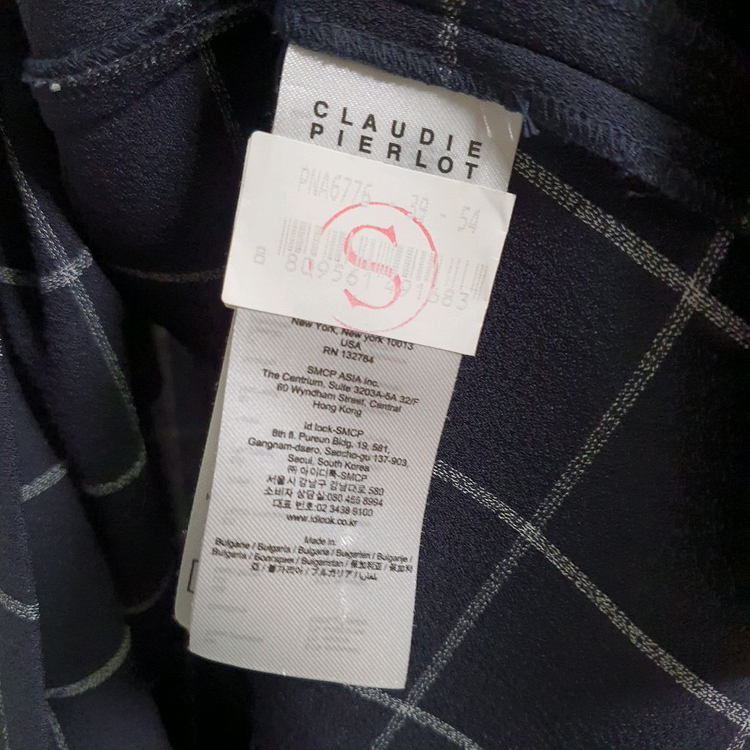 CLAUDIE
PIERLOT
PNA6776 - 39
8 809561 491683
New York, New york 10013
USA
RN 132784
SMCP ASIA Inc.
The Centrium, Suite 3203A-5A 32/F
60 Wyndham Street, Central
Hong Kong
id look-SMCP
8th fl. Pureun Bldg. 19, 581,
Gangnam-daero, Seocho-gu 137-903,
Seoul, South Korea
㈜ 아이디룩-SMCP
서울시 강남구 강남대로 580
소비자 상담실:080 455 8994
대표 번호:02 3438 9100
www.idlook.co.kr
Made in:
Bulgarie / Bulgaria / Bulgaria / Bulgarien / Bulgarije /
Bulgária / Болгария / Bulgaristan / 保加利亚 / 保加利
亞 / 불가리아 / ブルガリア /